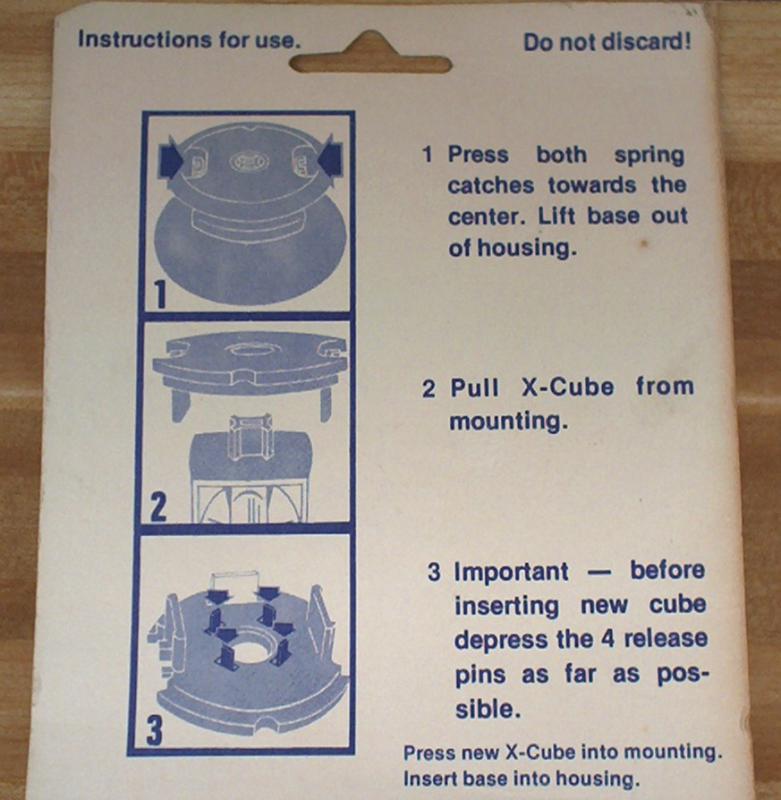 Instructions for use.
Do not discard!
1
1 Press both spring
catches towards the
center. Lift base out
of housing.
2
2 Pull X-Cube from
mounting.
3
3 Important — before
inserting new cube
depress the 4 release
pins as far as pos-
sible.
Press new X-Cube into mounting.
Insert base into housing.